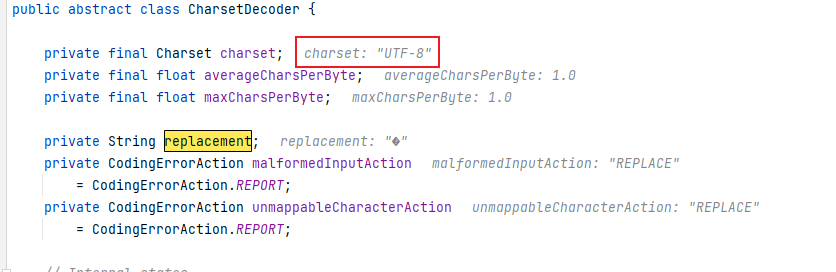 public abstract class CharsetDecoder {
private final Charset charset; charset: "UTF-8"
private final float averageCharsPerByte; averageCharsPerByte: 1.0
private final float maxCharsPerByte; maxCharsPerByte: 1.0
private String replacement; replacement: "�"
private CodingErrorAction malformedInputAction malformedInputAction: "REPLACE"
= CodingErrorAction.REPORT;
private CodingErrorAction unmappableCharacterAction unmappableCharacterAction: "REPLACE"
= CodingErrorAction.REPORT;
// Internal states